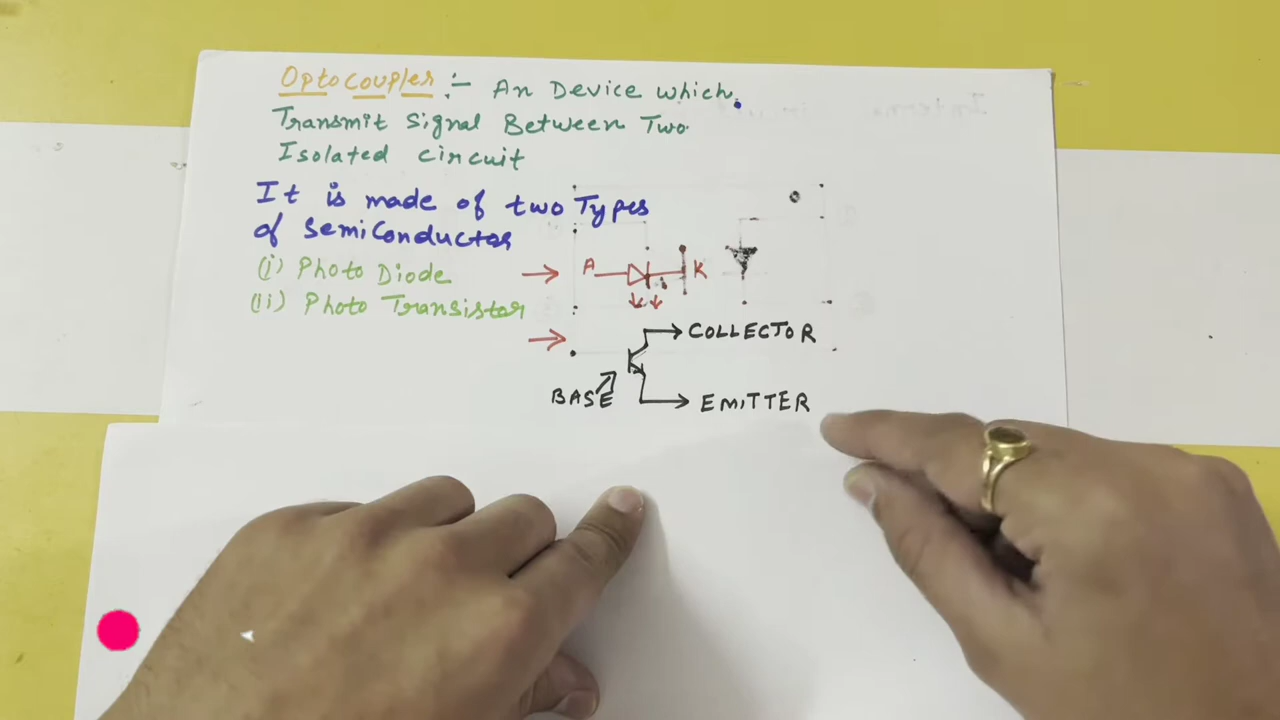 Optocoupler :- An Device which
Transmit Signal Between Two
Isolated circuit
It is made of two Types
of Semiconductor
(i) Photo Diode
(ii) Photo Transistor
A K
COLLECTOR
BASE
EMITTER